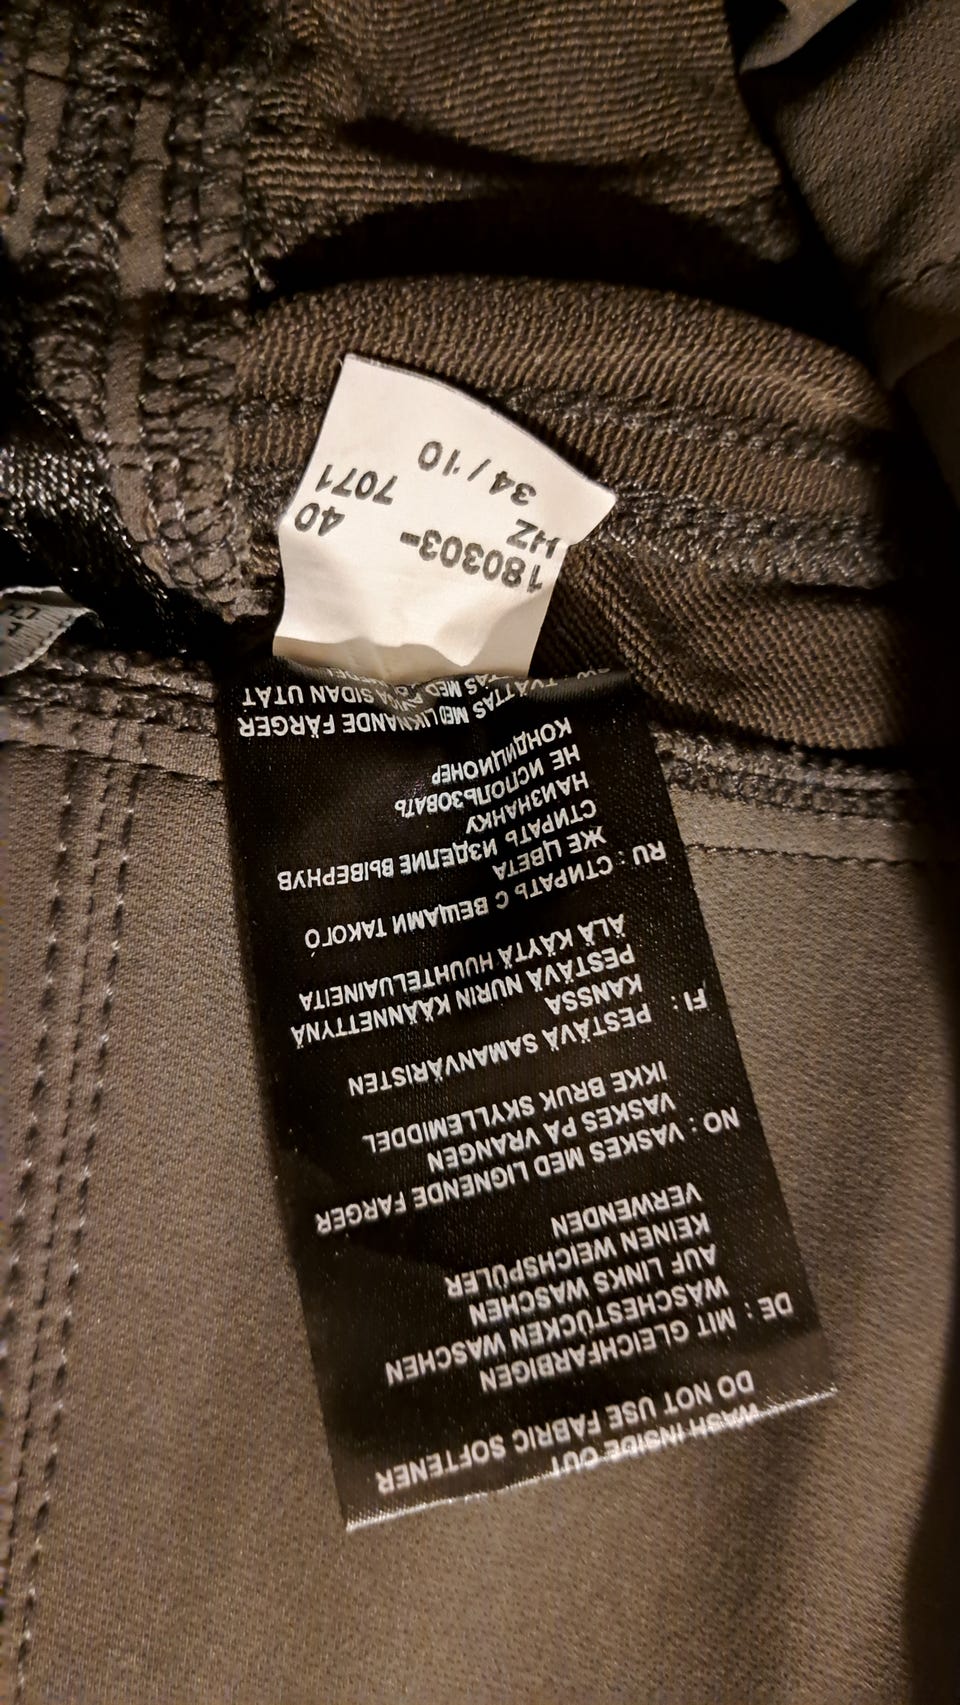 WASH INSIDE OUT
DO NOT USE FABRIC SOFTENER
DE : MIT GLEICHFARBIGEN
WÄSCHESTÜCKEN WASCHEN
AUF LINKS WASCHEN
KEINEN WEICHSPÜLER
VERWENDEN
NO : VASKES MED LIGNENDE FARGER
VASKES PÅ VRANGEN
IKKE BRUK SKYLLEMIDDEL
FI : PESTÄVÄ SAMANVÄRISTEN
KANSSA
PESTÄVÄ NURIN KÄÄNNETTYNÄ
ÄLÄ KÄYTÄ HUUHTELUAINEITA
RU : СТИРАТЬ С ВЕЩАМИ ТАКОГО
ЖЕ ЦВЕТА
СТИРАТЬ ИЗДЕЛИЕ ВЫВЕРНУВ
НАИЗНАНКУ
НЕ ИСПОЛЬЗОВАТЬ
КОНДИЦИОНЕР
TVÄTTAS MED LIKNANDE FÄRGER
SIDAN UTÅT
180303- 40
HZ 7071
34 / 10